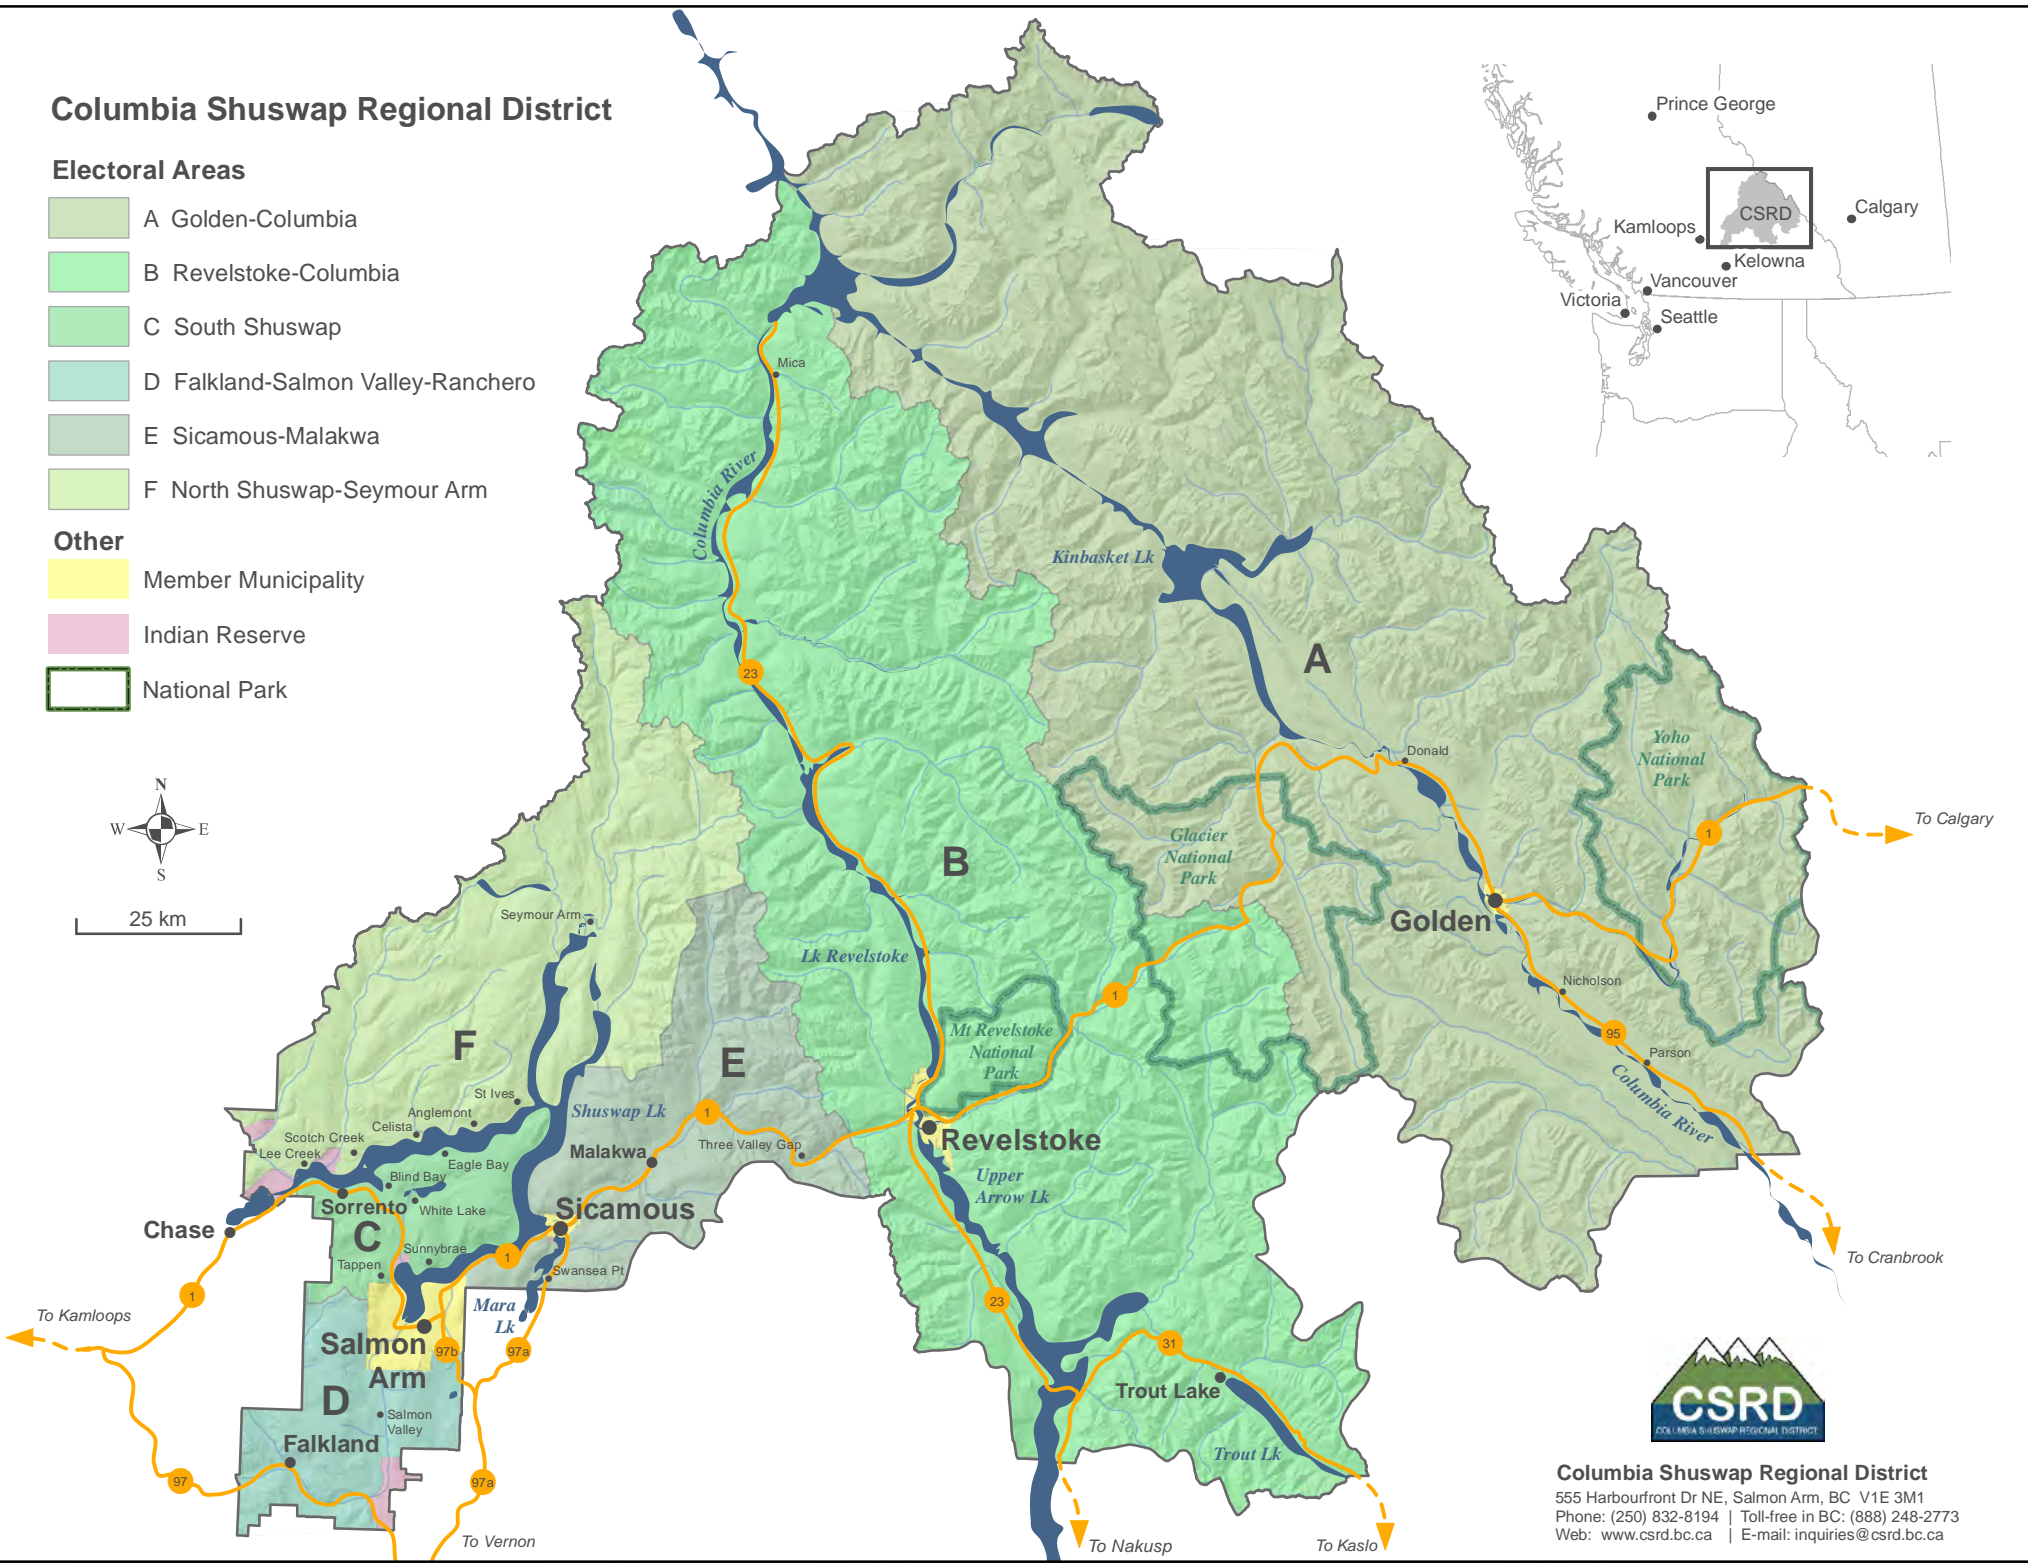 Columbia Shuswap Regional District
Electoral Areas
A Golden-Columbia
B Revelstoke-Columbia
C South Shuswap
D Falkland-Salmon Valley-Ranchero
E Sicamous-Malakwa
F North Shuswap-Seymour Arm
Other
Member Municipality
Indian Reserve
National Park
N
W
E
S
25 km
Prince George
CSRD
Calgary
Kamloops
Kelowna
Vancouver
Victoria
Seattle
Mica
Columbia River
Kinbasket Lk
A
23
Donald
Yoho
National
Park
1
To Calgary
Glacier
National
Park
B
Golden
Seymour Arm
Lk Revelstoke
Nicholson
1
95
Mt Revelstoke
National
Park
F
E
Parson
Columbia River
St Ives
Shuswap Lk
1
Anglemont
Celista
Scotch Creek
Lee Creek
Eagle Bay
Blind Bay
Malakwa
Three Valley Gap
Revelstoke
Upper
Arrow Lk
Sorrento
White Lake
Sicamous
Chase
C
Sunnybrae
Tappen
1
Swansea Pt
To Cranbrook
1
Mara
Lk
23
To Kamloops
Salmon
Arm
97b
97a
31
D
Trout Lake
Salmon
Valley
Falkland
Trout Lk
97
97a
To Vernon
To Nakusp
To Kaslo
CSRD
COLUMBIA SHUSWAP REGIONAL DISTRICT
Columbia Shuswap Regional District
555 Harbourfront Dr NE, Salmon Arm, BC V1E 3M1
Phone: (250) 832-8194 | Toll-free in BC: (888) 248-2773
Web: www.csrd.bc.ca | E-mail: inquiries@csrd.bc.ca